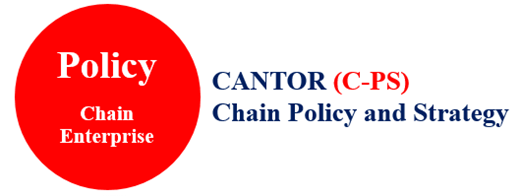 Policy
Chain
Enterprise
CANTOR (C-PS)
Chain Policy and Strategy